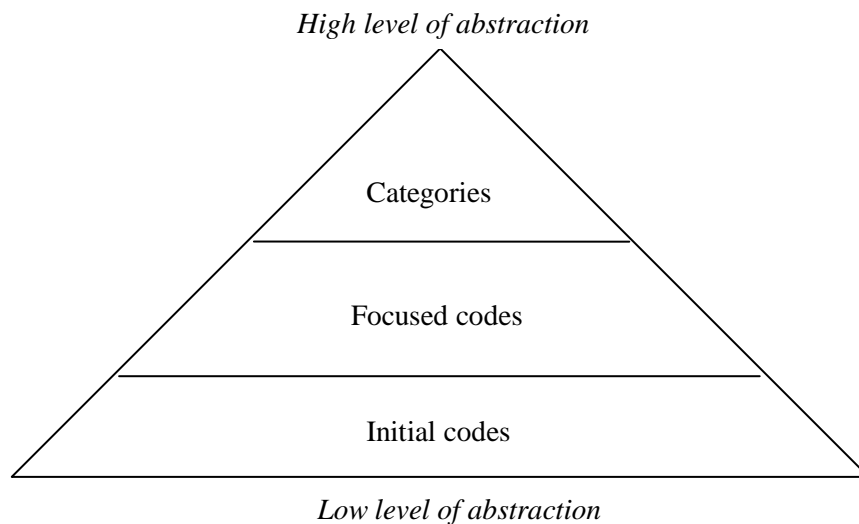 High level of abstraction
Categories
Focused codes
Initial codes
Low level of abstraction